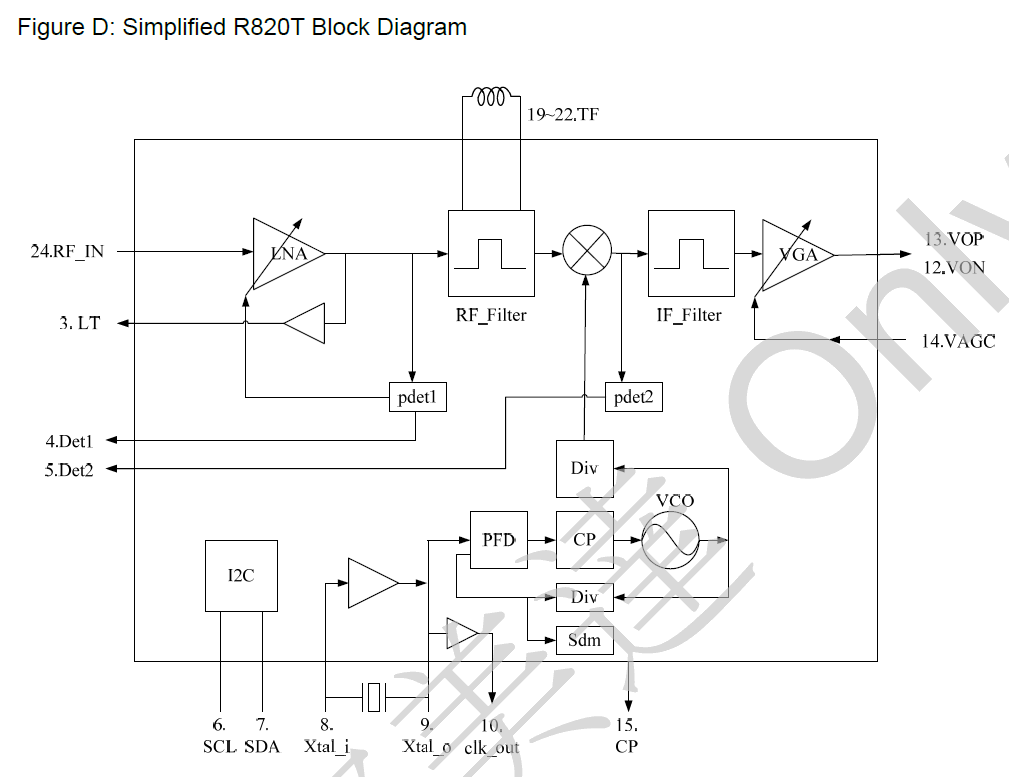 Figure D: Simplified R820T Block Diagram
19~22.TF
24.RF_IN
LNA
VGA
13.VOP
12.VON
RF_Filter
IF_Filter
3. LT
14.VAGC
pdet1
pdet2
4.Det1
5.Det2
Div
VCO
PFD
CP
I2C
Div
Sdm
6.
SCL
7.
SDA
8.
Xtal_i
9.
Xtal_o
10.
clk_out
15.
CP
美達 Only